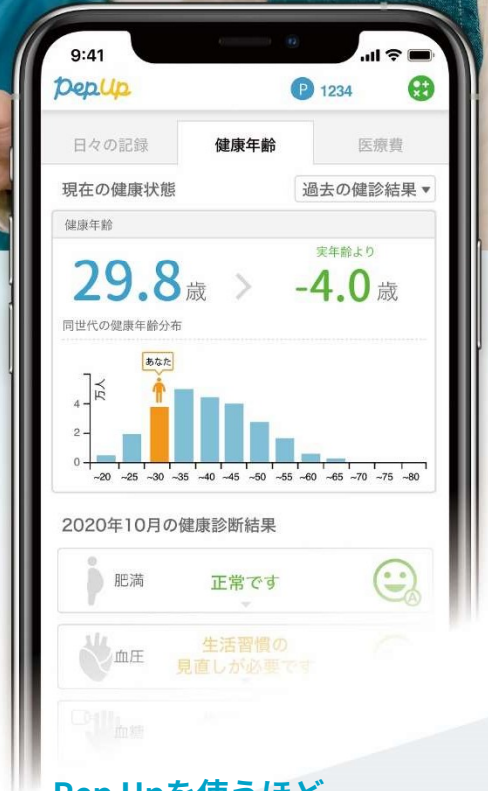 9:41
PepUp
P 1234
日々の記録 健康年齢 医療費
現在の健康状態 過去の健診結果 ▾
健康年齢
実年齢より
29.8歳 > -4.0歳
同世代の健康年齢分布
あなた
万人
4
2
0
~20 ~25 ~30 ~35 ~40 ~45 ~50 ~55 ~60 ~65 ~70 ~75 ~80
2020年10月の健康診断結果
肥満 正常です A
血圧 生活習慣の
見直しが必要です
血糖
Pep Upを使うほど